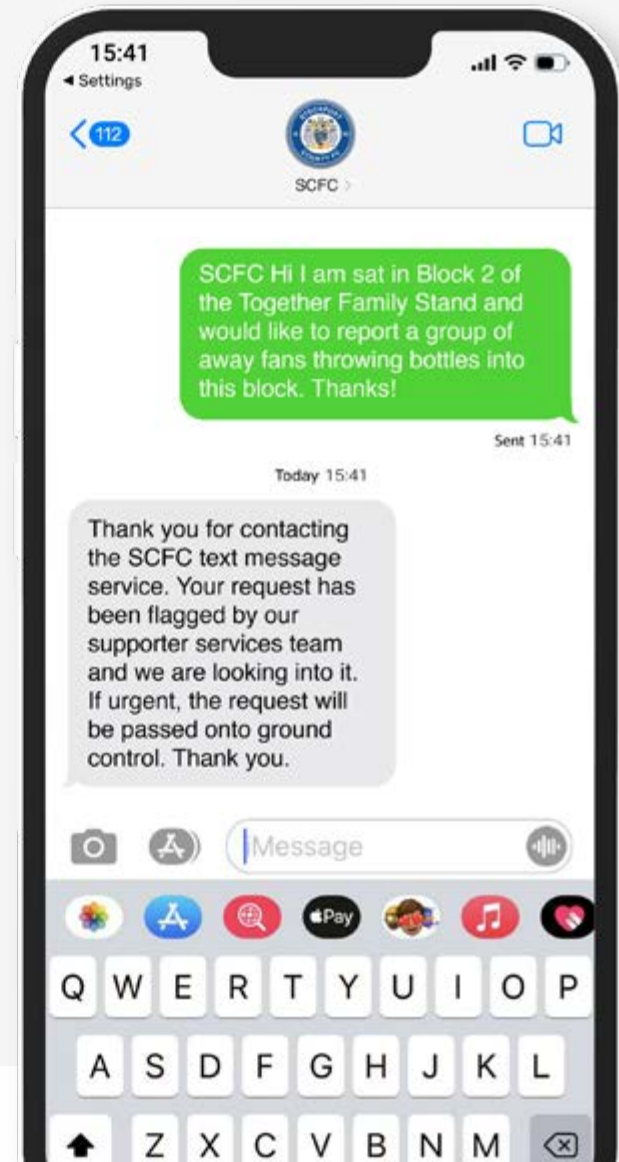 15:41
Settings
112
STOCKPORT
COUNTY FC
SCFC
SCFC Hi I am sat in Block 2 of
the Together Family Stand and
would like to report a group of
away fans throwing bottles into
this block. Thanks!
Sent 15:41
Today 15:41
Thank you for contacting
the SCFC text message
service. Your request has
been flagged by our
supporter services team
and we are looking into it.
If urgent, the request will
be passed onto ground
control. Thank you.
iMessage
Pay
Q W E R T Y U I O P
A S D F G H J K L
Z X C V B N M